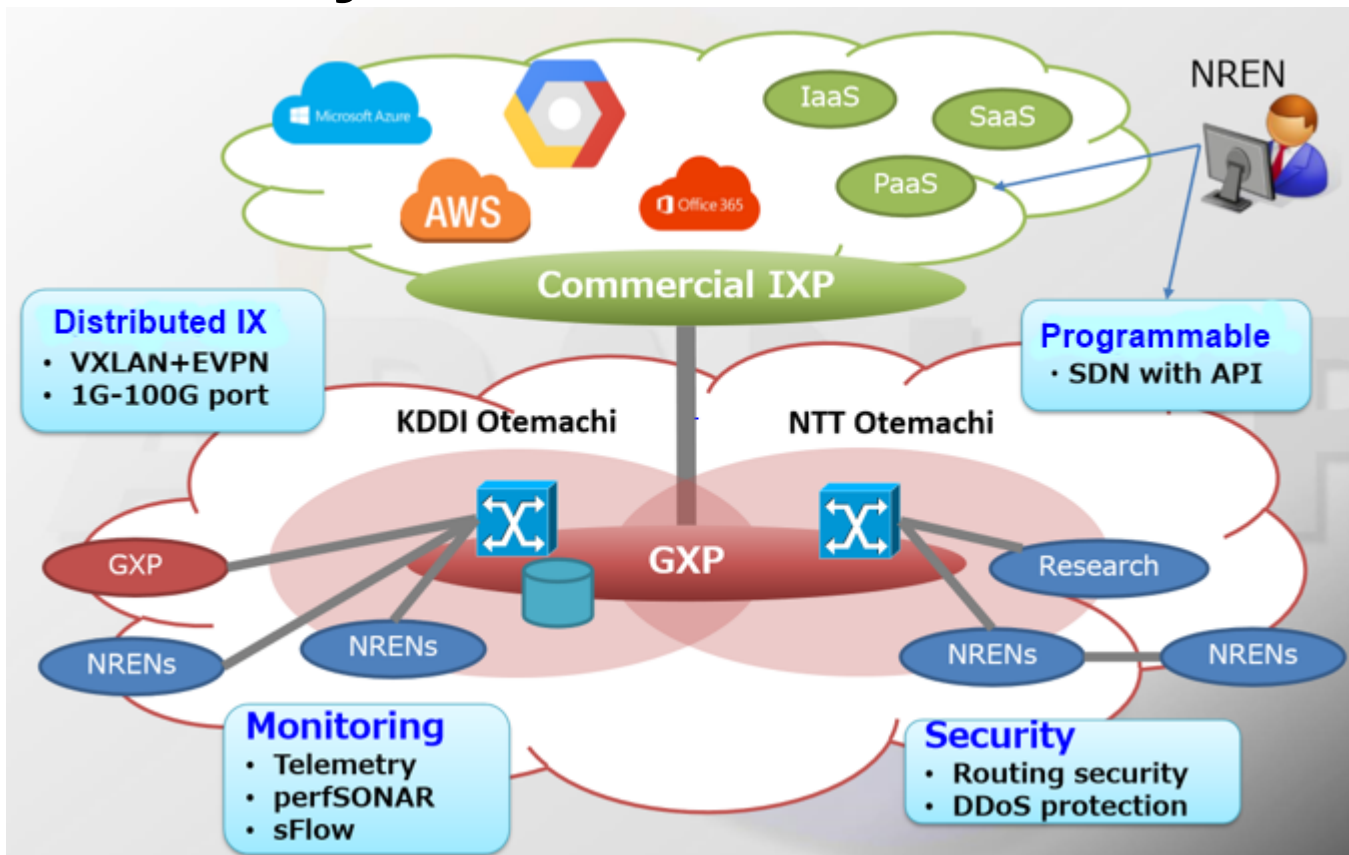 NREN
Microsoft Azure
IaaS
SaaS
PaaS
AWS
Office 365
Commercial IXP
Distributed IX
• VXLAN+EVPN
• 1G-100G port
Programmable
• SDN with API
KDDI Otemachi
NTT Otemachi
GXP
GXP
Research
NRENs
NRENs
NRENs
NRENs
Monitoring
• Telemetry
• perfSONAR
• sFlow
Security
• Routing security
• DDoS protection